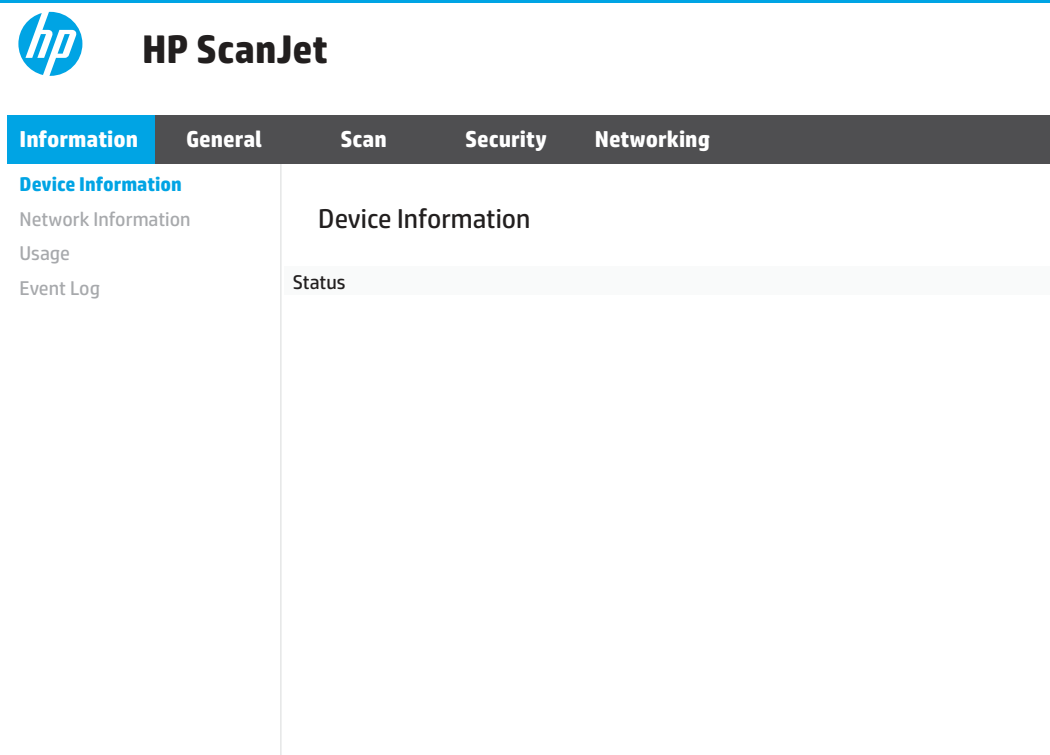 hp
HP ScanJet
Information General Scan Security Networking
Device Information
Network Information
Usage
Event Log
Device Information
Status